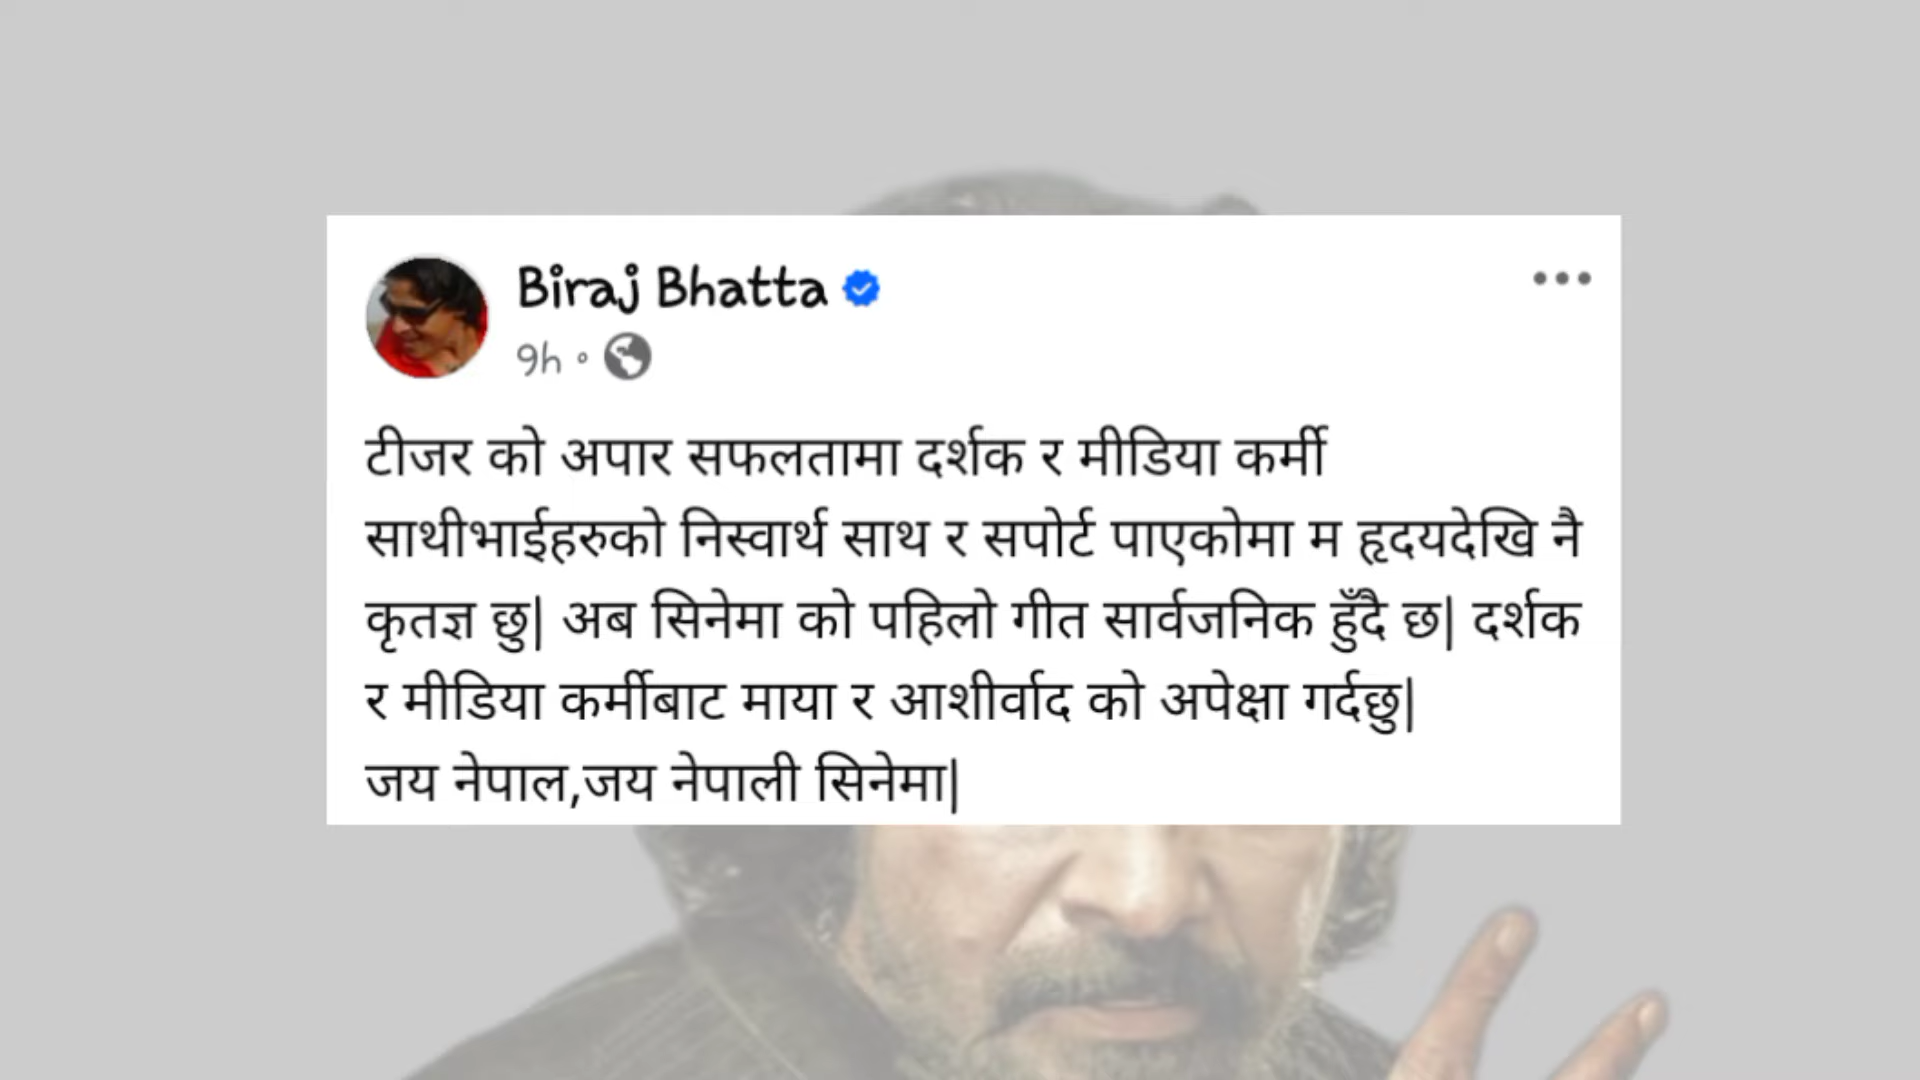 Biraj Bhatta
9h
टीजर को अपार सफलतामा दर्शक र मीडिया कर्मी
साथीभाईहरुको निस्वार्थ साथ र सपोर्ट पाएकोमा म हृदयदेखि नै
कृतज्ञ छु| अब सिनेमा को पहिलो गीत सार्वजनिक हुँदै छ| दर्शक
र मीडिया कर्मीबाट माया र आशीर्वाद को अपेक्षा गर्दछु|
जय नेपाल,जय नेपाली सिनेमा|